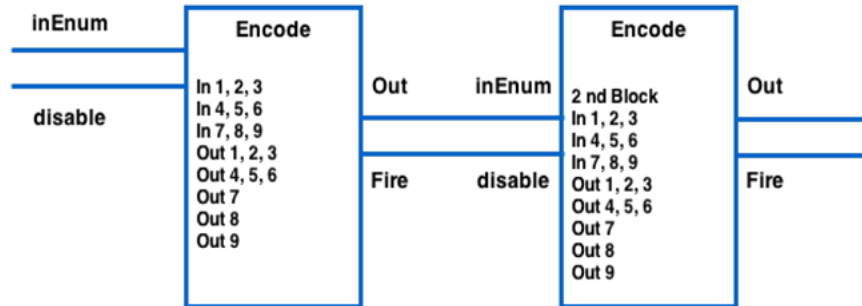 inEnum
disable
Encode
In 1, 2, 3
In 4, 5, 6
In 7, 8, 9
Out 1, 2, 3
Out 4, 5, 6
Out 7
Out 8
Out 9
Out
Fire
inEnum
disable
Encode
2 nd Block
In 1, 2, 3
In 4, 5, 6
In 7, 8, 9
Out 1, 2, 3
Out 4, 5, 6
Out 7
Out 8
Out 9
Out
Fire